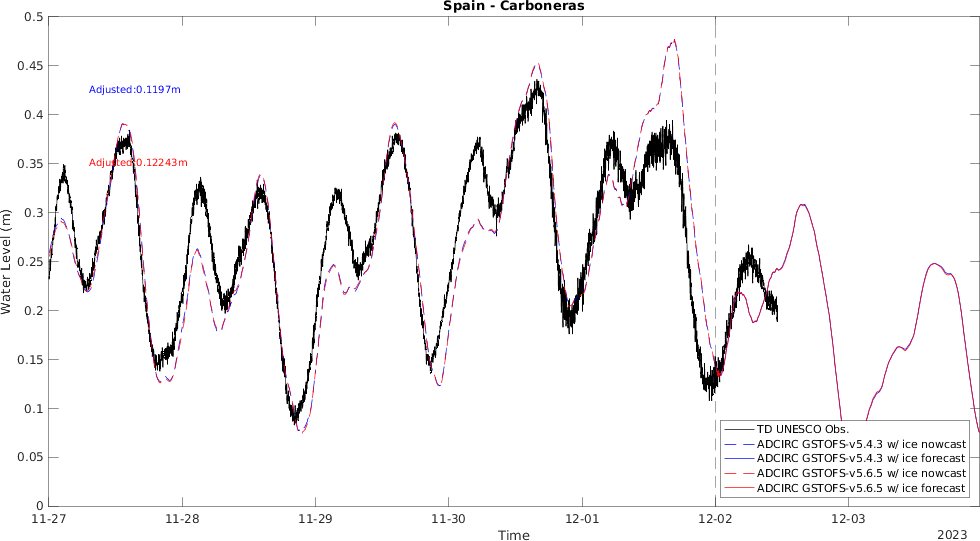 Spain - Carboneras
0.5
0.45
0.4
0.35
0.3
0.25
0.2
0.15
0.1
0.05
0
Water Level (m)
Adjusted:0.1197m
Adjusted:0.12243m
TD UNESCO Obs.
ADCIRC GSTOFS-v5.4.3 w/ ice nowcast
ADCIRC GSTOFS-v5.4.3 w/ ice forecast
ADCIRC GSTOFS-v5.6.5 w/ ice nowcast
ADCIRC GSTOFS-v5.6.5 w/ ice forecast
11-27 11-28 11-29 11-30 12-01 12-02 12-03
Time
2023